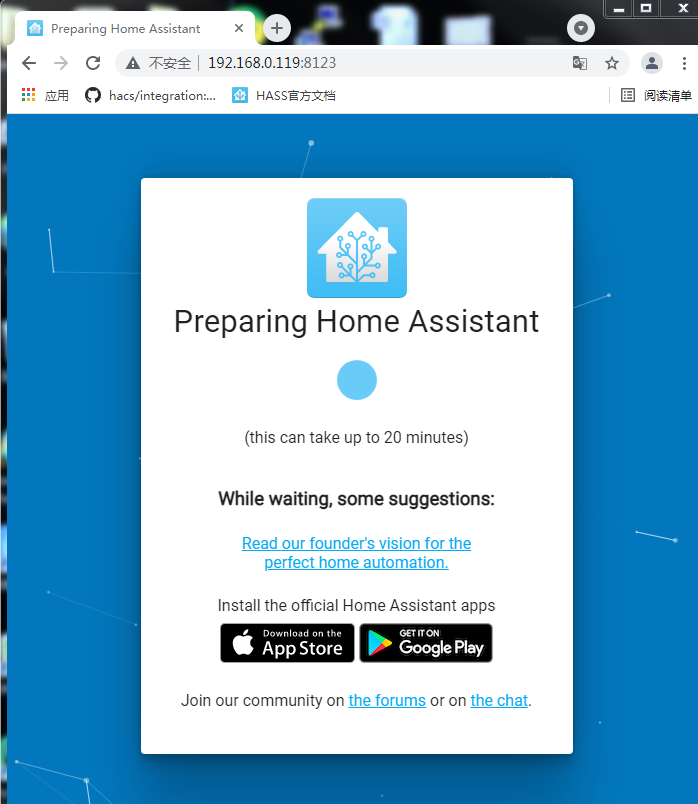 Preparing Home Assistant
不安全
192.168.0.119:8123
应用
hacs/integration:...
HASS官方文档
阅读清单
Preparing Home Assistant
(this can take up to 20 minutes)
While waiting, some suggestions:
Read our founder's vision for the
perfect home automation.
Install the official Home Assistant apps
Download on the
App Store
GET IT ON
Google Play
Join our community on the forums or on the chat.